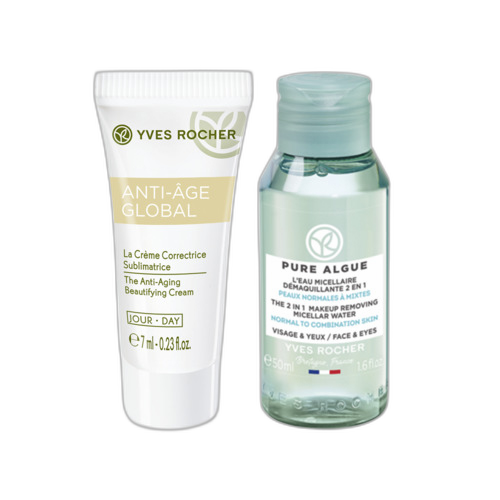 YVES ROCHER
ANTI-ÂGE
GLOBAL
La Crème Correctrice
Sublimatrice
The Anti-Aging
Beautifying Cream
JOUR • DAY
℮ 7 ml - 0.23 fl.oz.
PURE ALGUE
L'EAU MICELLAIRE
DÉMAQUILLANTE 2 EN 1
PEAUX NORMALES À MIXTES
THE 2 IN 1 MAKEUP REMOVING
MICELLAR WATER
NORMAL TO COMBINATION SKIN
VISAGE & YEUX / FACE & EYES
YVES ROCHER
℮50ml
1.6fl.oz